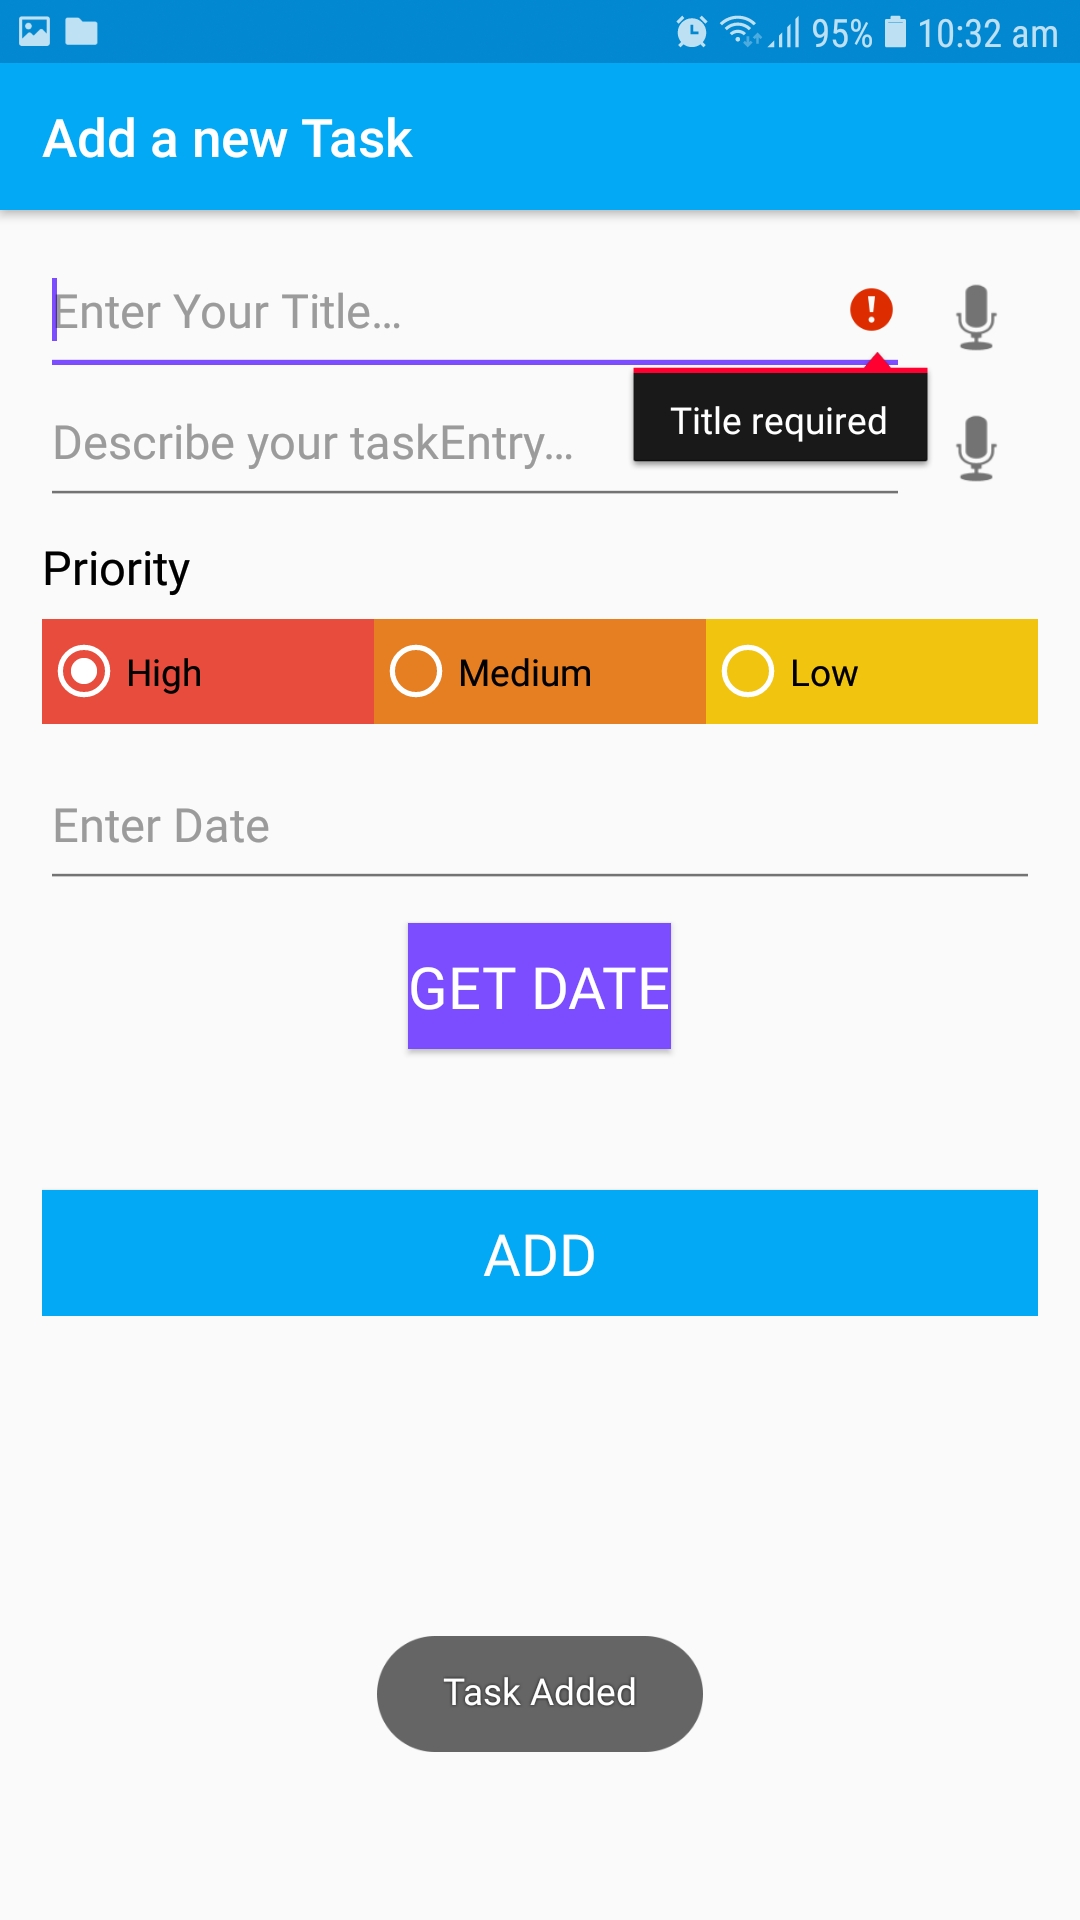 95% 10:32 am
Add a new Task
Enter Your Title...
Title required
Describe your taskEntry...
Priority
High Medium Low
Enter Date
GET DATE
ADD
Task Added